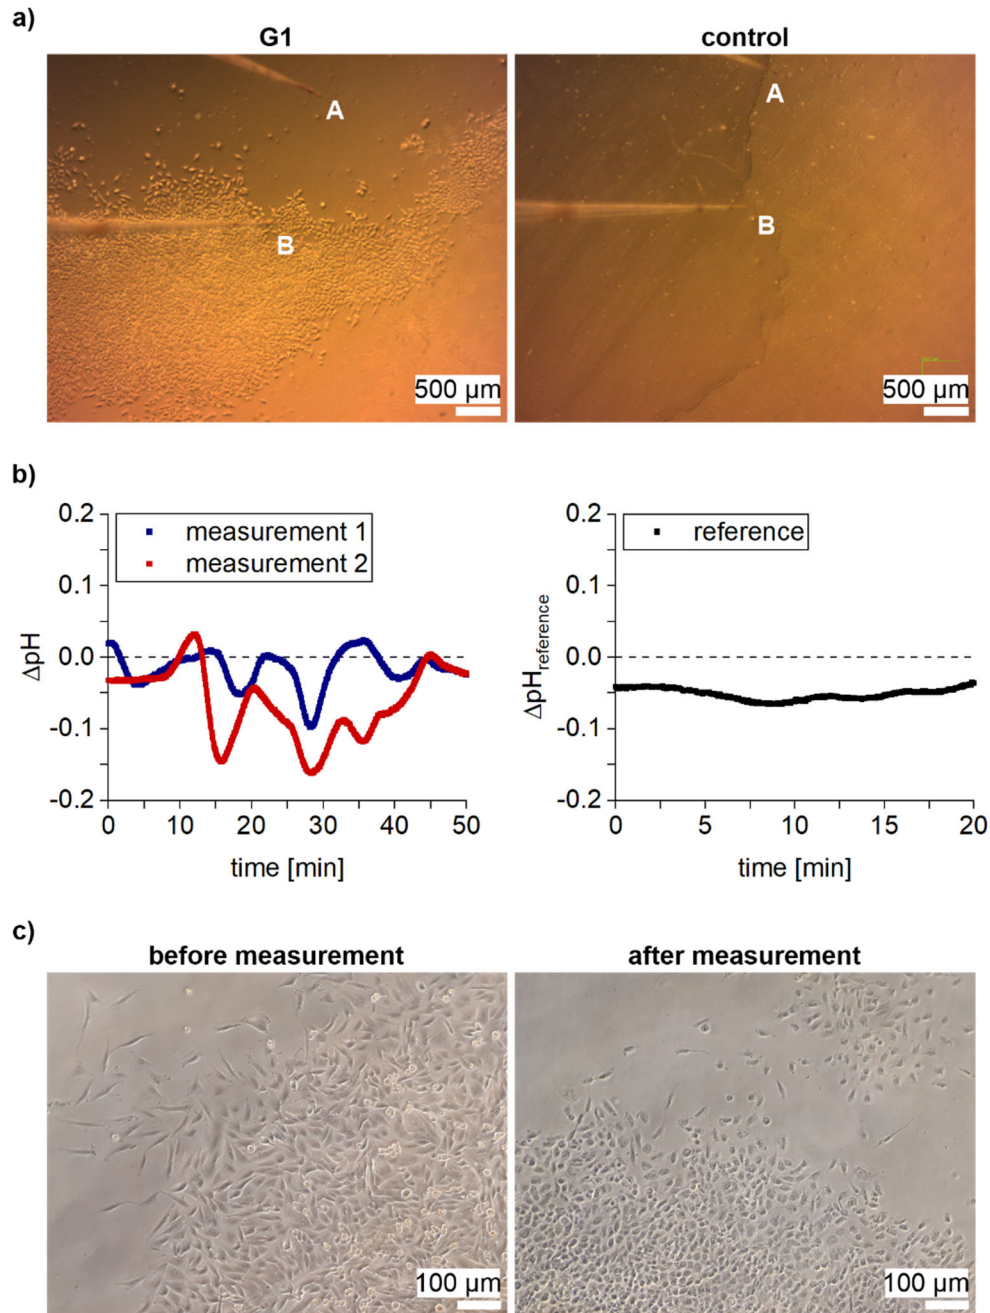 a)
G1
control
A
B
500 µm
A
B
500 µm
b)
0.2
0.1
0.0
-0.1
-0.2
ΔpH
measurement 1
measurement 2
0 10 20 30 40 50
time [min]
0.2
0.1
0.0
-0.1
-0.2
ΔpHreference
reference
0 5 10 15 20
time [min]
c)
before measurement
after measurement
100 µm
100 µm